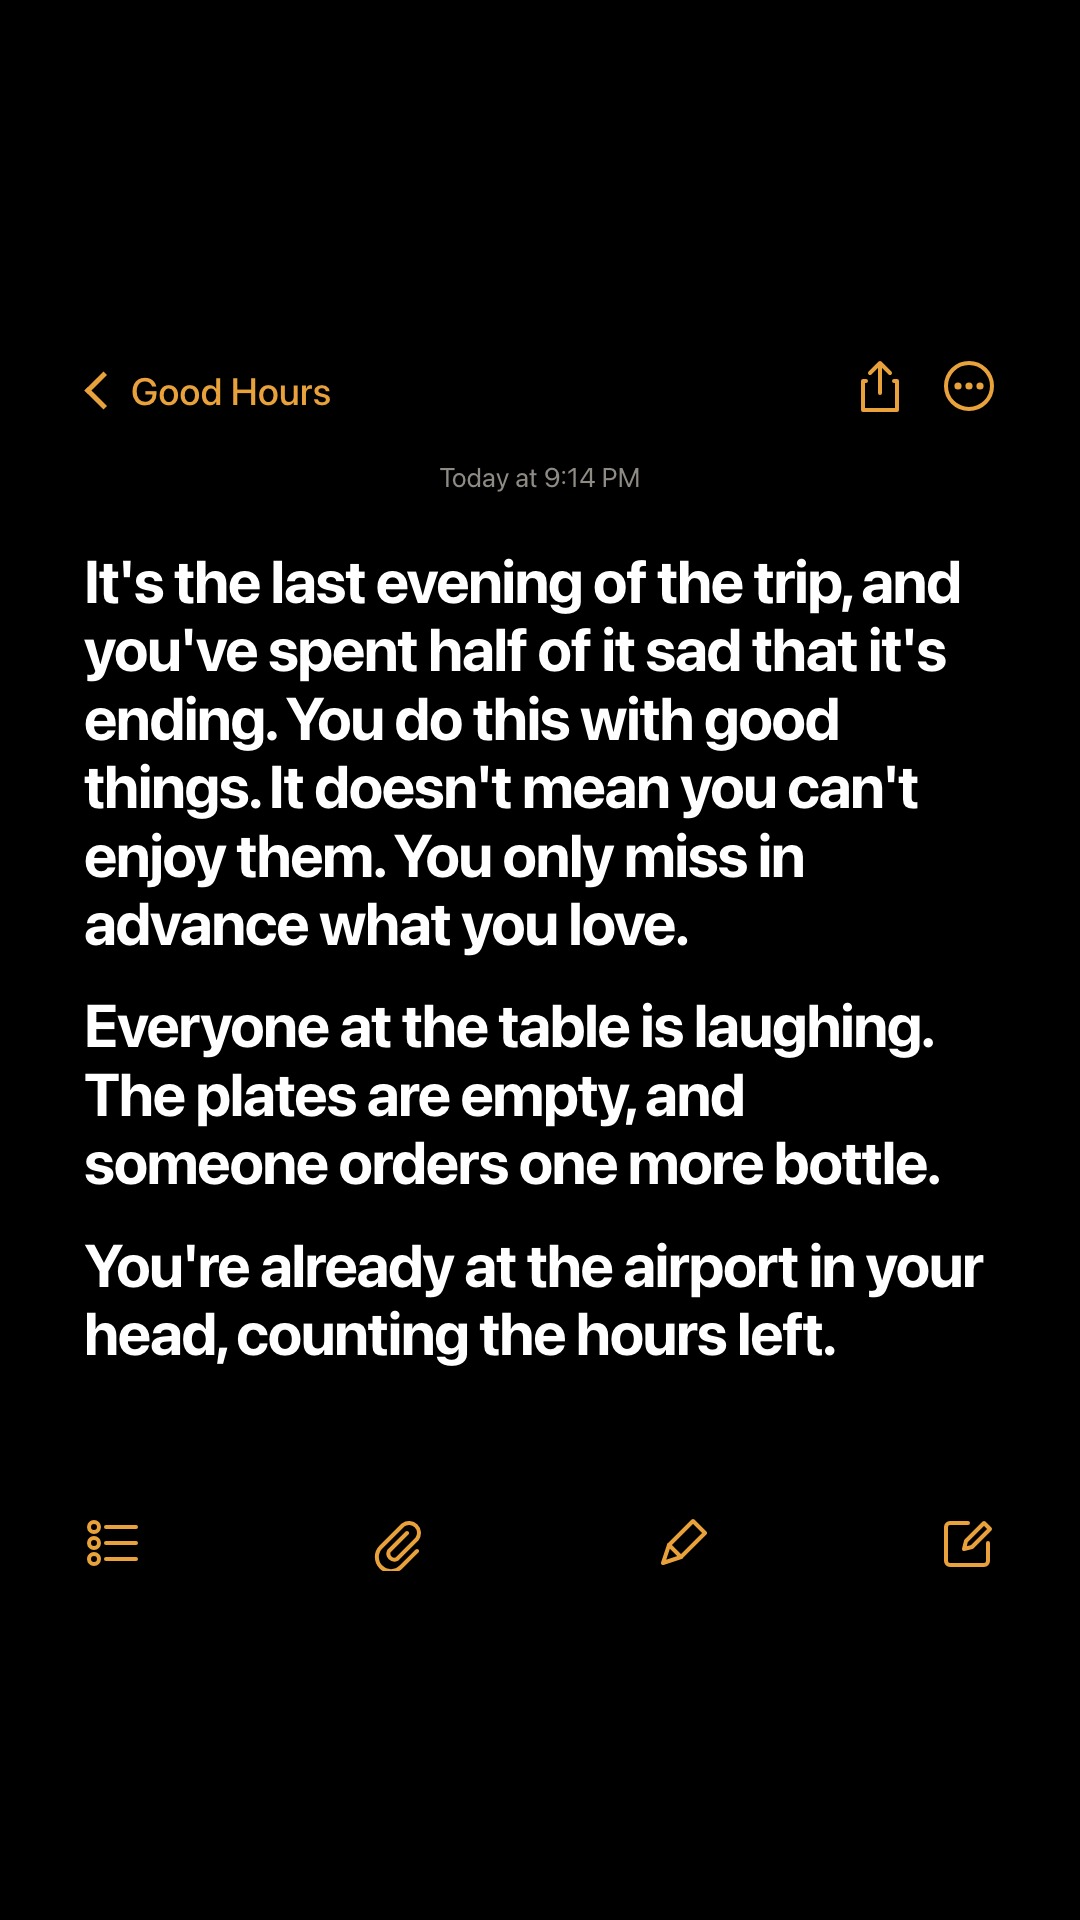 Good Hours
Today at 9:14 PM
It's the last evening of the trip, and
you've spent half of it sad that it's
ending. You do this with good
things. It doesn't mean you can't
enjoy them. You only miss in
advance what you love.
Everyone at the table is laughing.
The plates are empty, and
someone orders one more bottle.
You're already at the airport in your
head, counting the hours left.